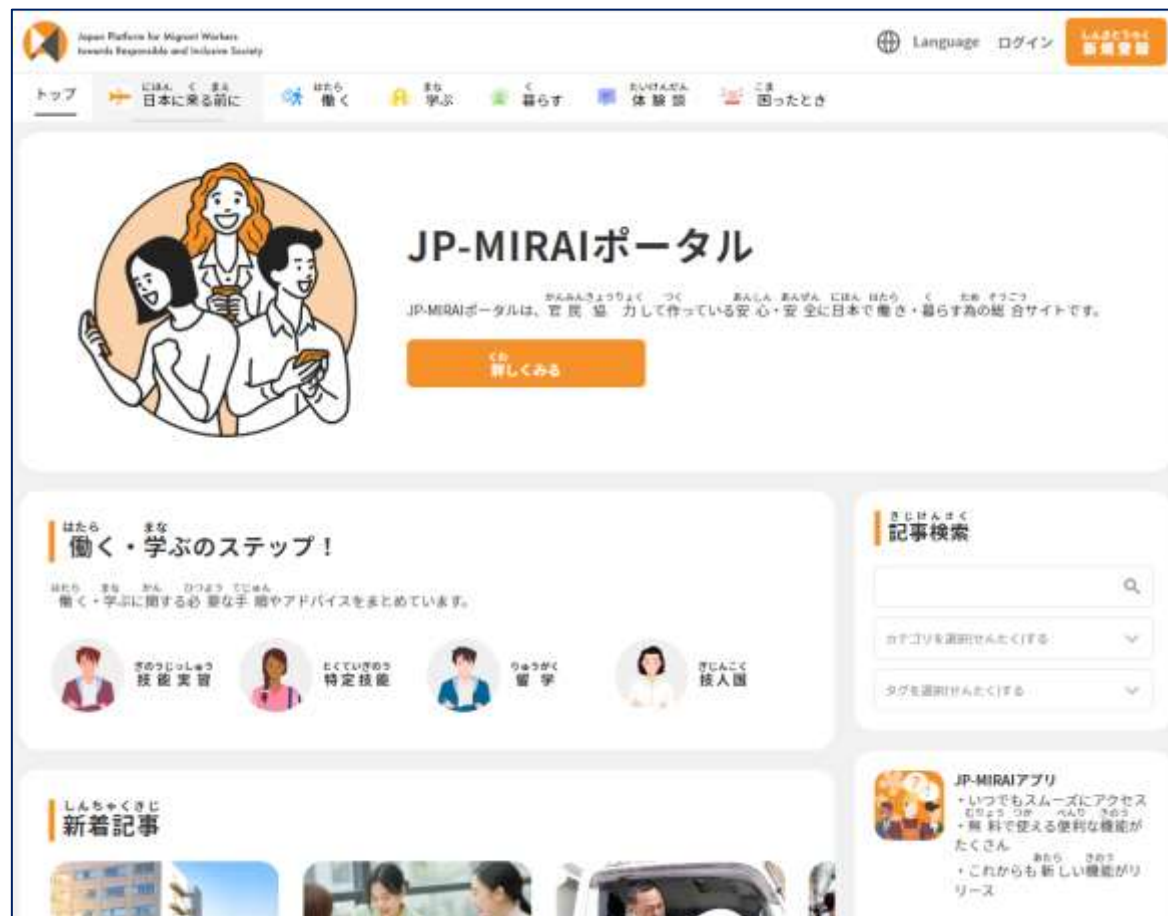 Japan Platform for Migrant Workers
towards Responsible and Inclusive Society
Language ログイン
しんきとうろく
新規登録
トップ
にほん く まえ
日本に来る前に
はたら
働く
まな
学ぶ
く
暮らす
たいけんだん
体験談
こま
困ったとき
JP-MIRAIポータル
かんみんきょうりょく つく あんしん あんぜん にほん はたら く ため そうごう
JP-MIRAIポータルは、官民協力して作っている安心・安全に日本で働き・暮らす為の総合サイトです。
くわ
詳しくみる
はたら まな
働く・学ぶのステップ！
はたら まな かん ひつよう てじゅん
働く・学ぶに関する必要な手順やアドバイスをまとめています。
ぎのうじっしゅう
技能実習
とくていぎのう
特定技能
りゅうがく
留学
ぎじんこく
技人国
きじけんさく
記事検索
カテゴリを選択(せんたく)する
タグを選択(せんたく)する
しんちゃくきじ
新着記事
JP-MIRAIアプリ
・いつでもスムーズにアクセス
むりょう つか べんり きのう
・無料で使える便利な機能が
たくさん
あたら きのう
・これからも新しい機能がリ
リース